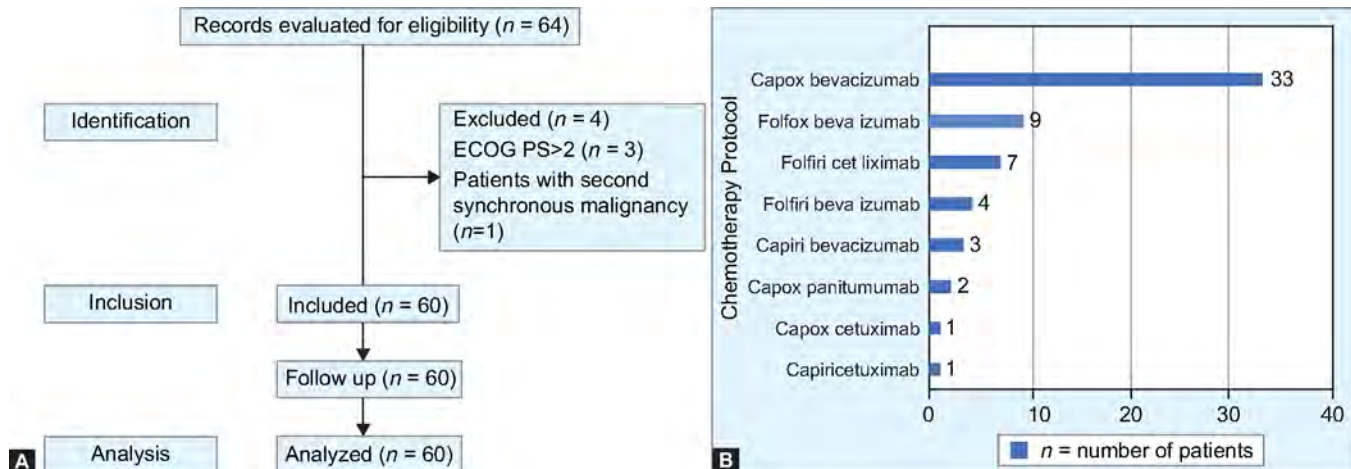 Records evaluated for eligibility (n = 64)
Identification
Excluded (n = 4)
ECOG PS>2 (n = 3)
Patients with second
synchronous malignancy
(n=1)
Inclusion
Included (n = 60)
Follow up (n = 60)
A
Analysis
Analyzed (n = 60)
Chemotherapy Protocol
Capox bevacizumab
33
Folfox beva izumab
9
Folfiri cet liximab
7
Folfiri beva izumab
4
Capiri bevacizumab
3
Capox panitumumab
2
Capox cetuximab
1
Capiricetuximab
1
0 10 20 30 40
B
n = number of patients